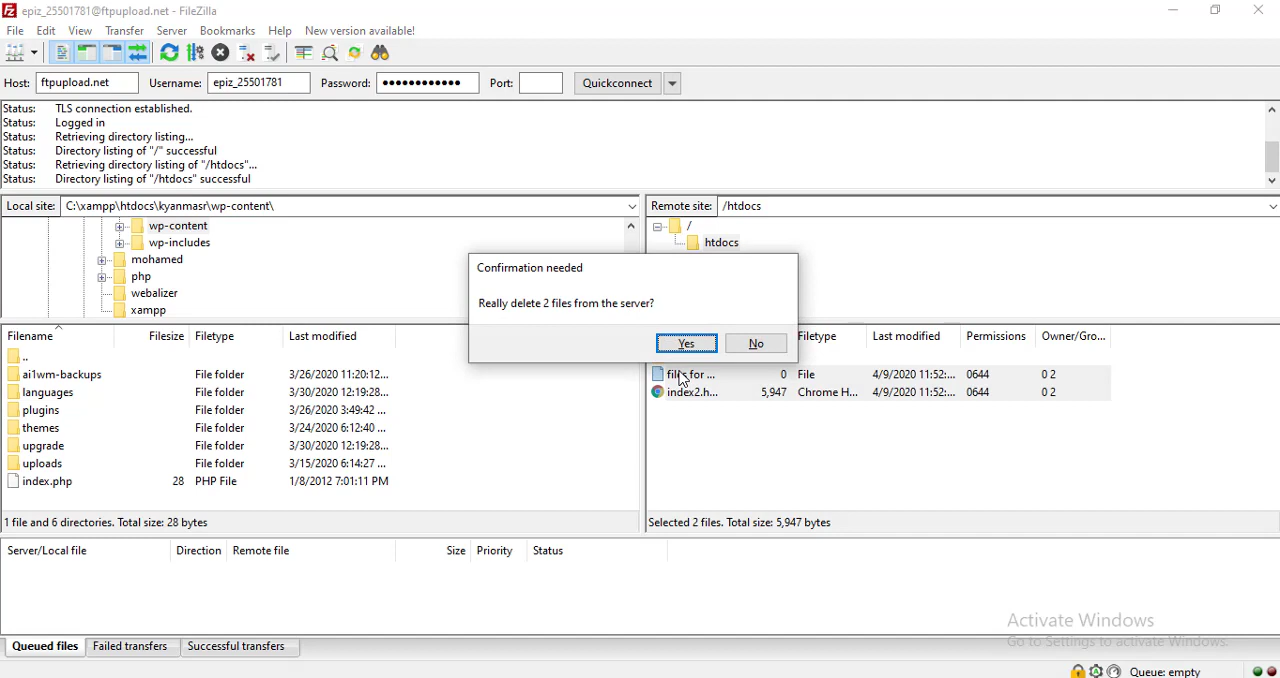 epiz_25501781@ftpupload.net - FileZilla
File Edit View Transfer Server Bookmarks Help New version available!
Host: ftpupload.net Username: epiz_25501781 Password: •••••••••••• Port: Quickconnect
Status: TLS connection established.
Status: Logged in
Status: Retrieving directory listing...
Status: Directory listing of "/" successful
Status: Retrieving directory listing of "/htdocs"...
Status: Directory listing of "/htdocs" successful
Local site: C:\xampp\htdocs\kyanmasr\wp-content\
wp-content
wp-includes
mohamed
php
webalizer
xampp
Remote site: /htdocs
/
htdocs
Confirmation needed
Really delete 2 files from the server?
Yes No
Filename Filesize Filetype Last modified
..
ai1wm-backups File folder 3/26/2020 11:20:12...
languages File folder 3/30/2020 12:19:28...
plugins File folder 3/26/2020 3:49:42 ...
themes File folder 3/24/2020 6:12:40 ...
upgrade File folder 3/30/2020 12:19:28...
uploads File folder 3/15/2020 6:14:27 ...
index.php 28 PHP File 1/8/2012 7:01:11 PM
1 file and 6 directories. Total size: 28 bytes
Filetype Last modified Permissions Owner/Gro...
for ... 0 File 4/9/2020 11:52:... 0644 0 2
index2.h... 5,947 Chrome H... 4/9/2020 11:52:... 0644 0 2
Selected 2 files. Total size: 5,947 bytes
Server/Local file Direction Remote file Size Priority Status
Activate Windows
Go to Settings to activate Windows.
Queued files Failed transfers Successful transfers
Queue: empty